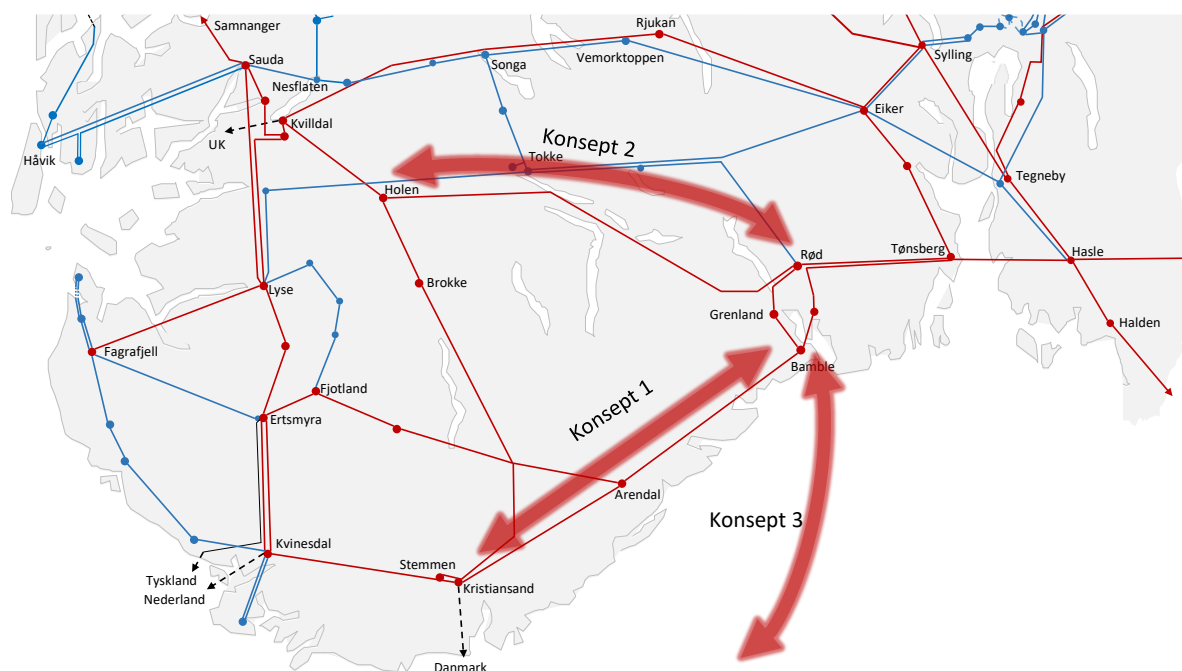 Samnanger
Rjukan
Sauda
Songa
Vemorktoppen
Sylling
Nesflaten
Kvilldal
Eiker
UK
Konsept 2
Håvik
Tokke
Tegneby
Holen
Rød
Tønsberg
Hasle
Lyse
Brokke
Grenland
Halden
Fagrafjell
Bamble
Fjotland
Konsept 1
Ertsmyra
Arendal
Konsept 3
Kvinesdal
Stemmen
Tyskland
Kristiansand
Nederland
Danmark